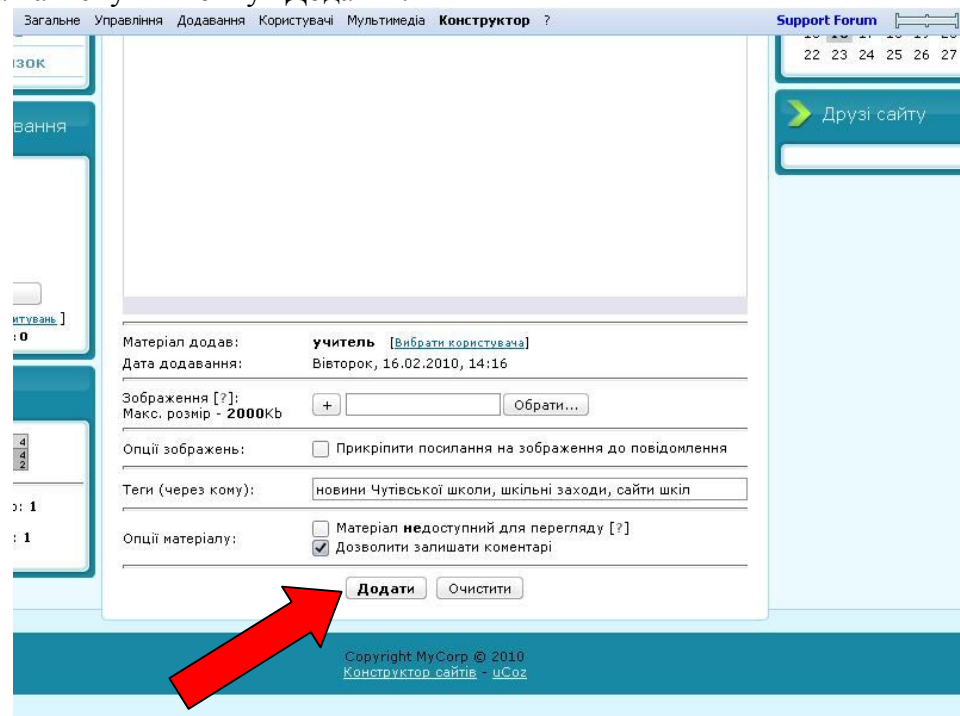 Загальне Управління Додавання Користувачі Мультимедіа Конструктор ? Support Forum
22 23 24 25 26 27
Друзі сайту
]
: 0
Матеріал додав: учитель [Вибрати користувача]
Дата додавання: Вівторок, 16.02.2010, 14:16
Зображення [?]:
Макс. розмір - 2000Kb
+ Обрати...
Опції зображень: Прикріпити посилання на зображення до повідомлення
4
4
2
Теги (через кому): новини Чутівської школи, шкільні заходи, сайти шкіл
: 1
Матеріал недоступний для перегляду [?]
: 1
Опції матеріалу:
Дозволити залишати коментарі
Додати Очистити
Copyright MyCorp © 2010
Конструктор сайтів - uCoz